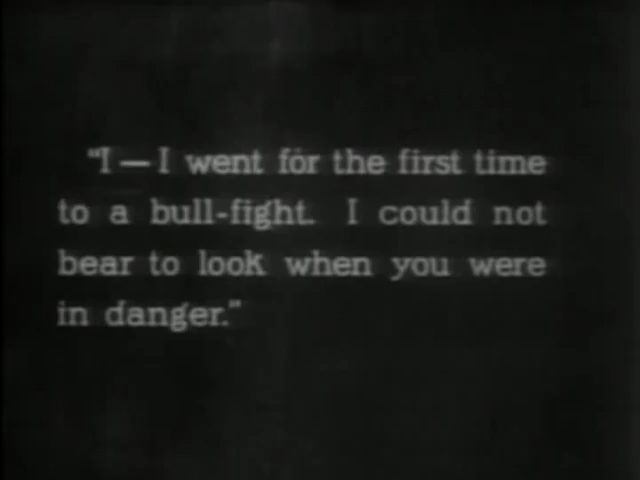 "I—I went for the first time
to a bull-fight. I could not
bear to look when you were
in danger."